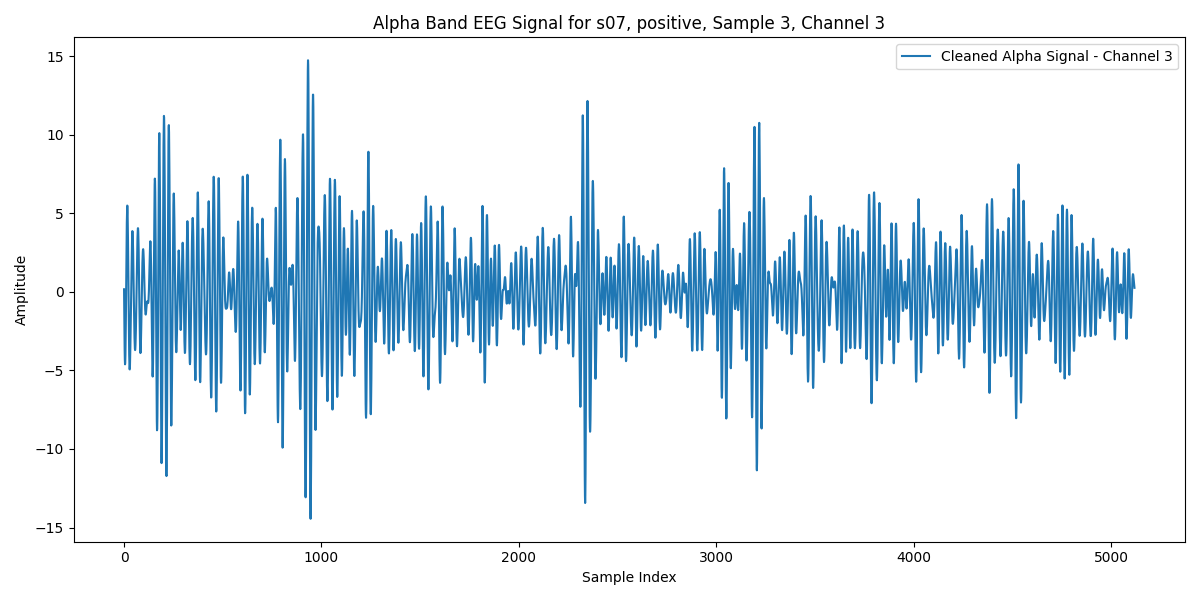 Alpha Band EEG Signal for s07, positive, Sample 3, Channel 3
Cleaned Alpha Signal - Channel 3
Amplitude
15
10
5
0
−5
−10
−15
0 1000 2000 3000 4000 5000
Sample Index